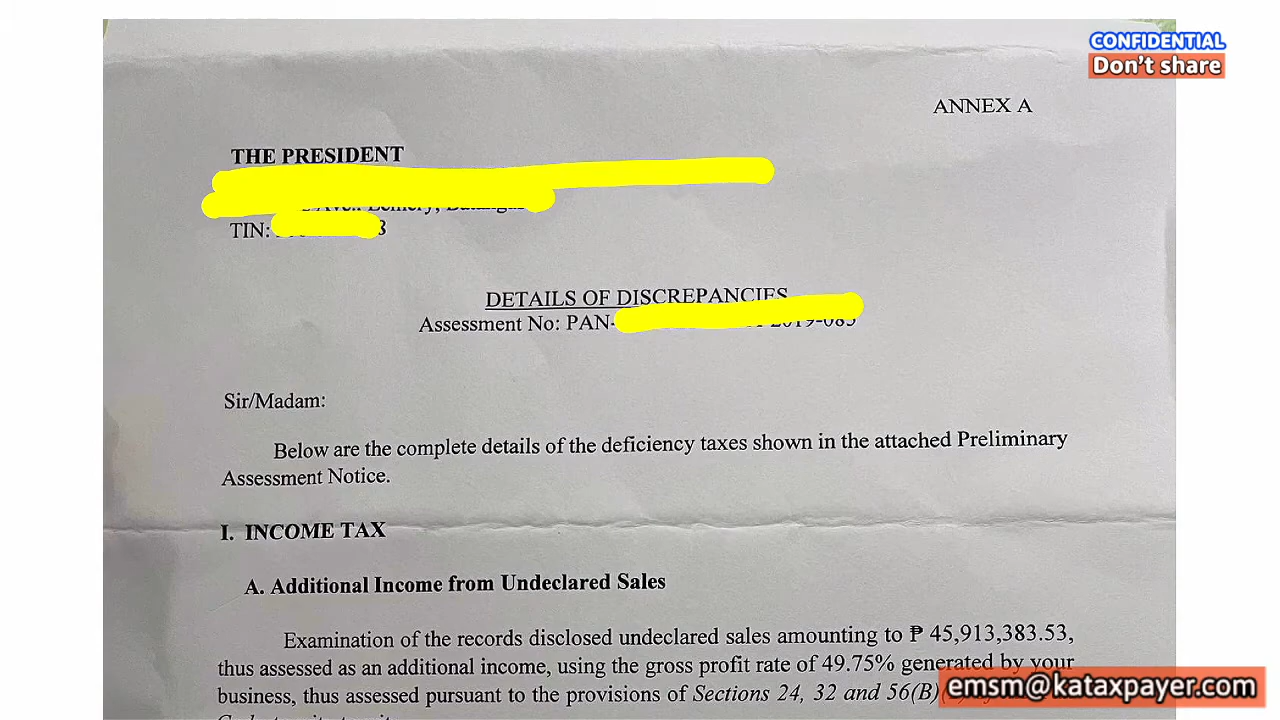 CONFIDENTIAL
Don't share
ANNEX A
THE PRESIDENT
TIN:
DETAILS OF DISCREPANCIES
Assessment No: PAN-
Sir/Madam:
Below are the complete details of the deficiency taxes shown in the attached Preliminary
Assessment Notice.
I. INCOME TAX
A. Additional Income from Undeclared Sales
Examination of the records disclosed undeclared sales amounting to ₱ 45,913,383.53,
thus assessed as an additional income, using the gross profit rate of 49.75% generated by your
business, thus assessed pursuant to the provisions of Sections 24, 32 and 56(B)
emsm@kataxpayer.com